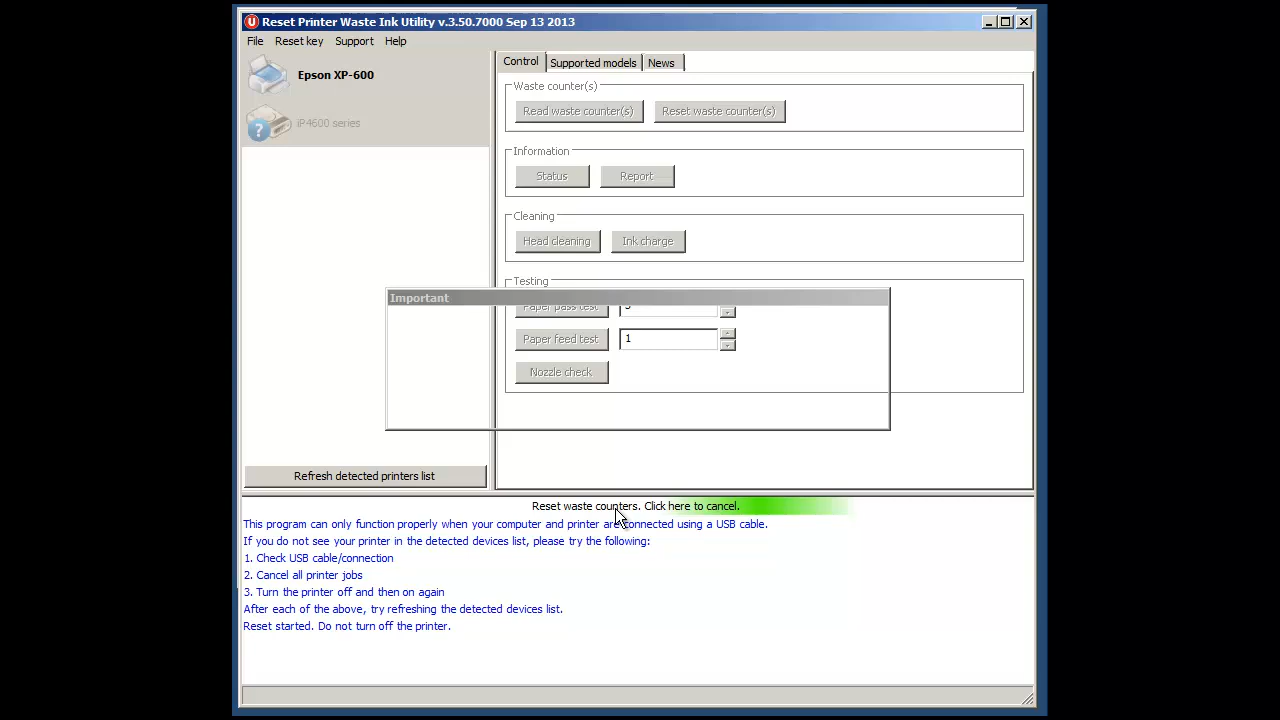 Reset Printer Waste Ink Utility v.3.50.7000 Sep 13 2013
File Reset key Support Help
Epson XP-600
iP4600 series
Refresh detected printers list
Control Supported models News
Waste counter(s)
Read waste counter(s) Reset waste counter(s)
Information
Status Report
Cleaning
Head cleaning Ink charge
Testing
Important
Paper pass test
Paper feed test 1
Nozzle check
Reset waste counters. Click here to cancel.
This program can only function properly when your computer and printer are connected using a USB cable.
If you do not see your printer in the detected devices list, please try the following:
1. Check USB cable/connection
2. Cancel all printer jobs
3. Turn the printer off and then on again
After each of the above, try refreshing the detected devices list.
Reset started. Do not turn off the printer.